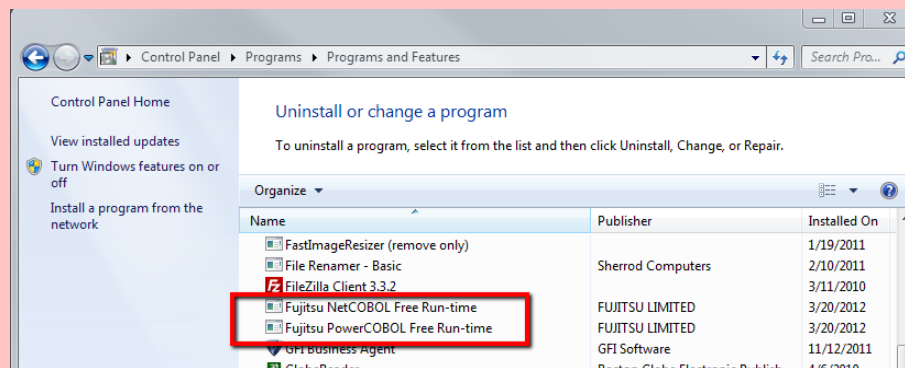 Control Panel Programs Programs and Features Search Pro...
Control Panel Home
View installed updates
Turn Windows features on or
off
Install a program from the
network
Uninstall or change a program
To uninstall a program, select it from the list and then click Uninstall, Change, or Repair.
Organize
Name Publisher Installed On
FastImageResizer (remove only) 1/19/2011
File Renamer - Basic Sherrod Computers 2/10/2011
FileZilla Client 3.3.2 3/11/2010
Fujitsu NetCOBOL Free Run-time FUJITSU LIMITED 3/20/2012
Fujitsu PowerCOBOL Free Run-time FUJITSU LIMITED 3/20/2012
GFI Business Agent GFI Software 11/12/2011